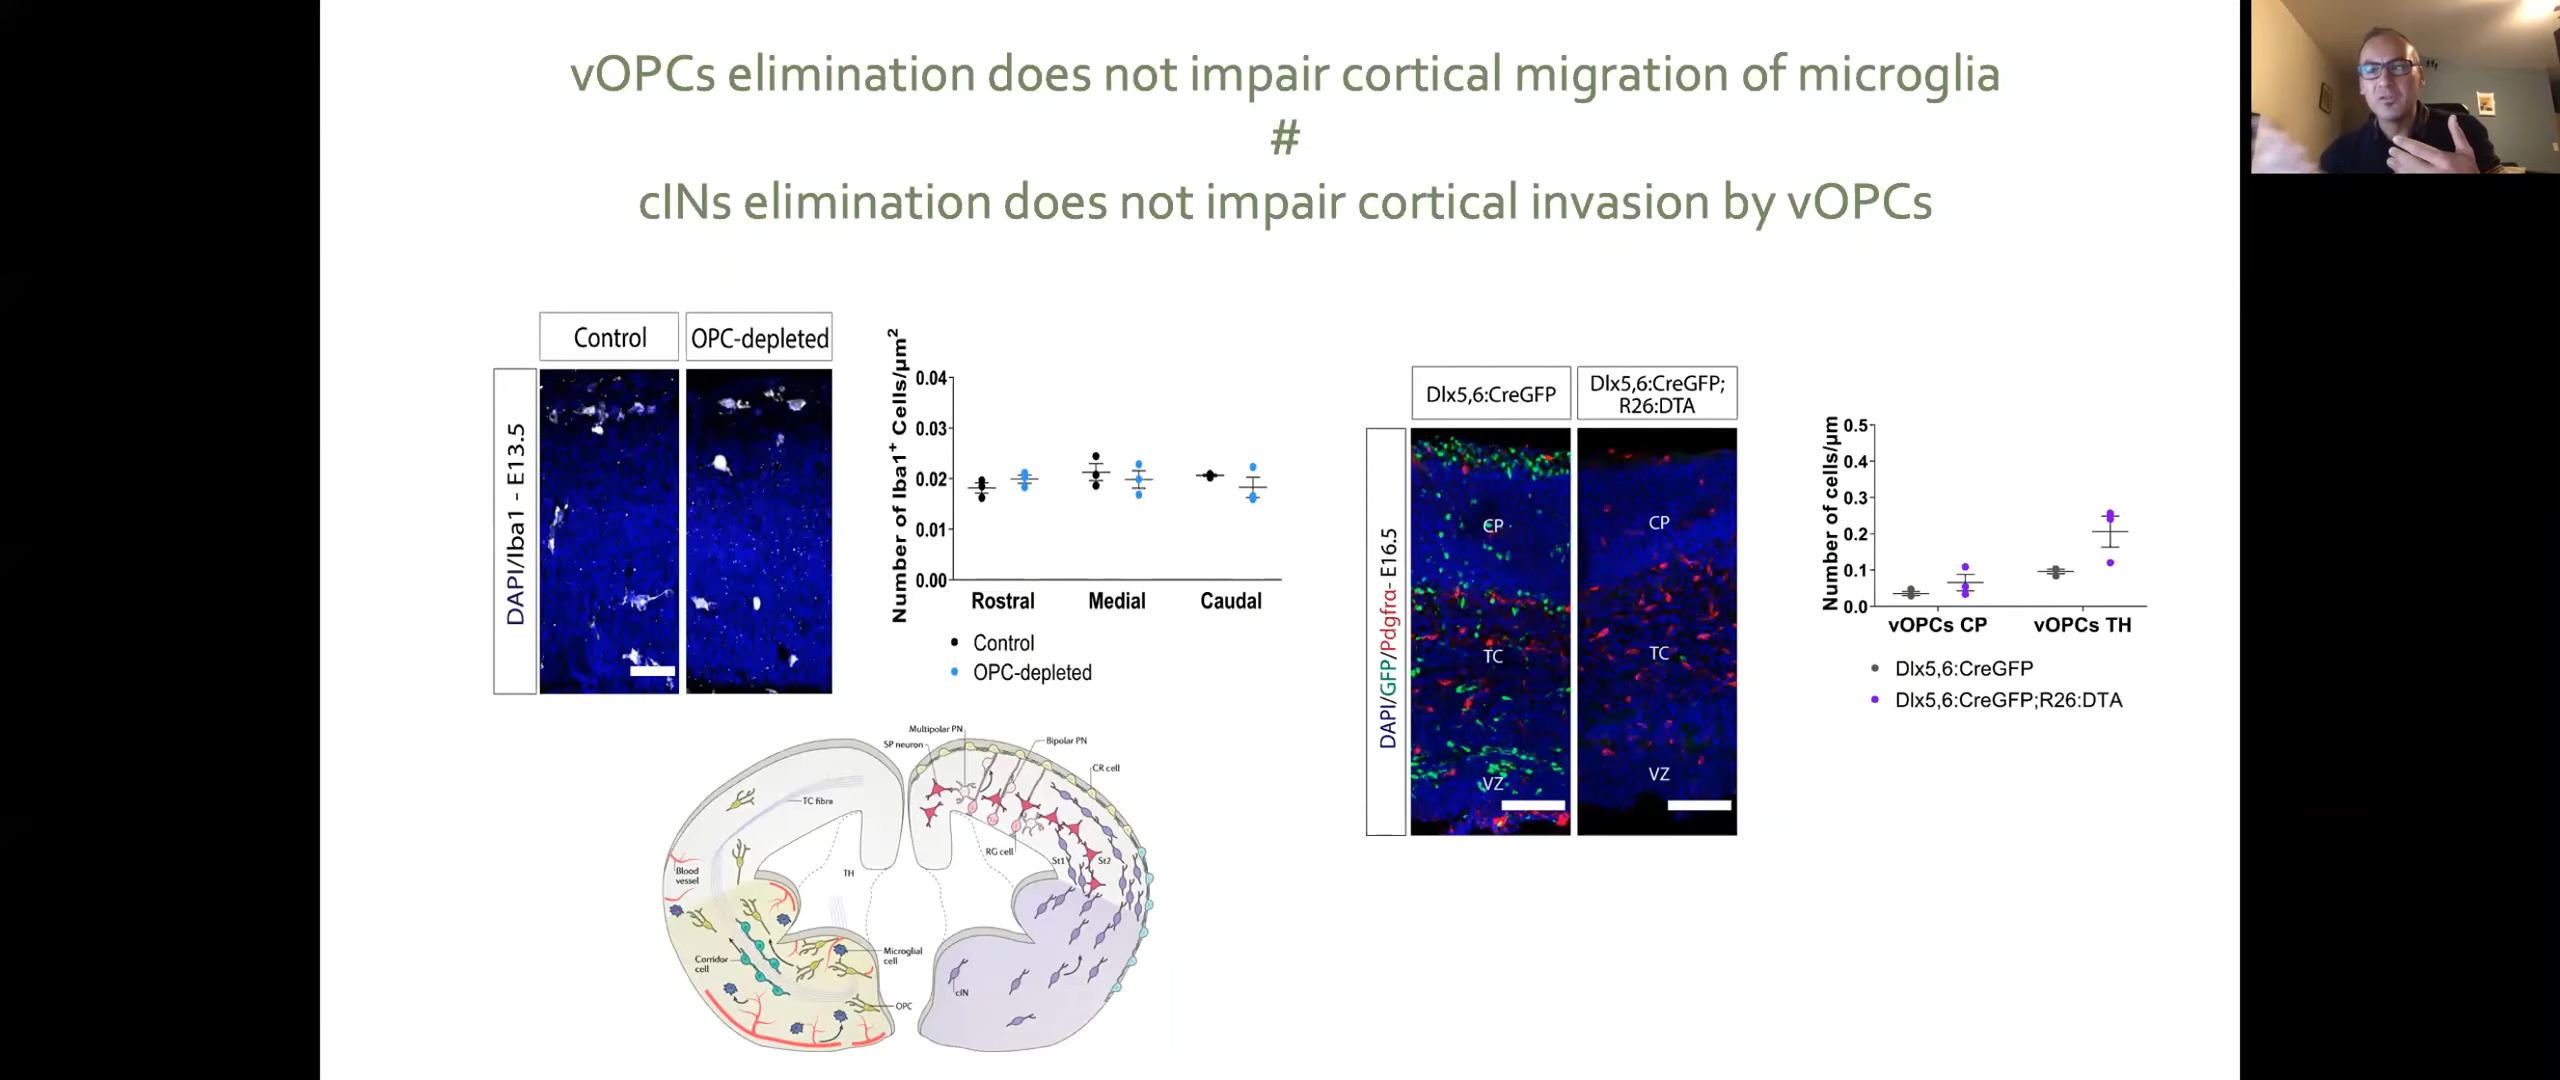 vOPCs elimination does not impair cortical migration of microglia
#
cINs elimination does not impair cortical invasion by vOPCs
Control
OPC-depleted
DAPI/Iba1 - E13.5
Number of Iba1⁺ Cells/µm²
0.04
0.03
0.02
0.01
0.00
Rostral
Medial
Caudal
Control
OPC-depleted
Dlx5,6:CreGFP
Dlx5,6:CreGFP;
R26:DTA
DAPI/GFP/Pdgfrα- E16.5
CP
TC
VZ
CP
TC
VZ
Number of cells/µm
0.5
0.4
0.3
0.2
0.1
0.0
vOPCs CP
vOPCs TH
Dlx5,6:CreGFP
Dlx5,6:CreGFP;R26:DTA
Multipolar PN
SP neuron
Bipolar PN
CR cell
TC fibre
RG cell
St1
St2
Blood
vessel
TH
Microglial
cell
Corridor
cell
cIN
OPC